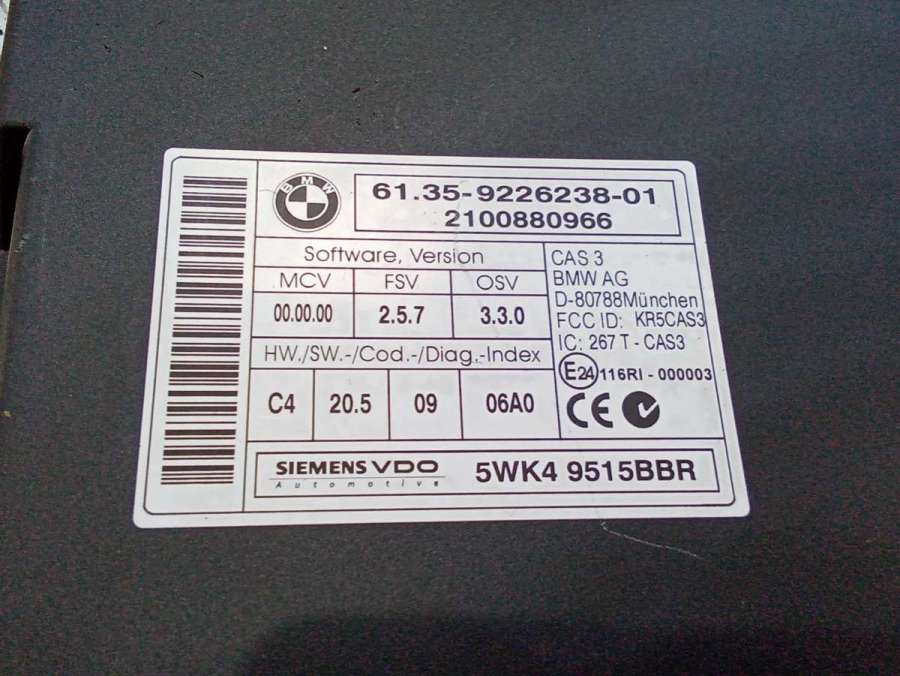 BMW
61.35-9226238-01
2100880966
Software, Version
MCV FSV OSV
00.00.00 2.5.7 3.3.0
HW./SW.-/Cod.-/Diag.-Index
C4 20.5 09 06A0
CAS 3
BMW AG
D-80788München
FCC ID: KR5CAS3
IC: 267 T - CAS3
E24 116RI - 000003
CE
SIEMENS VDO
Automotive
5WK4 9515BBR